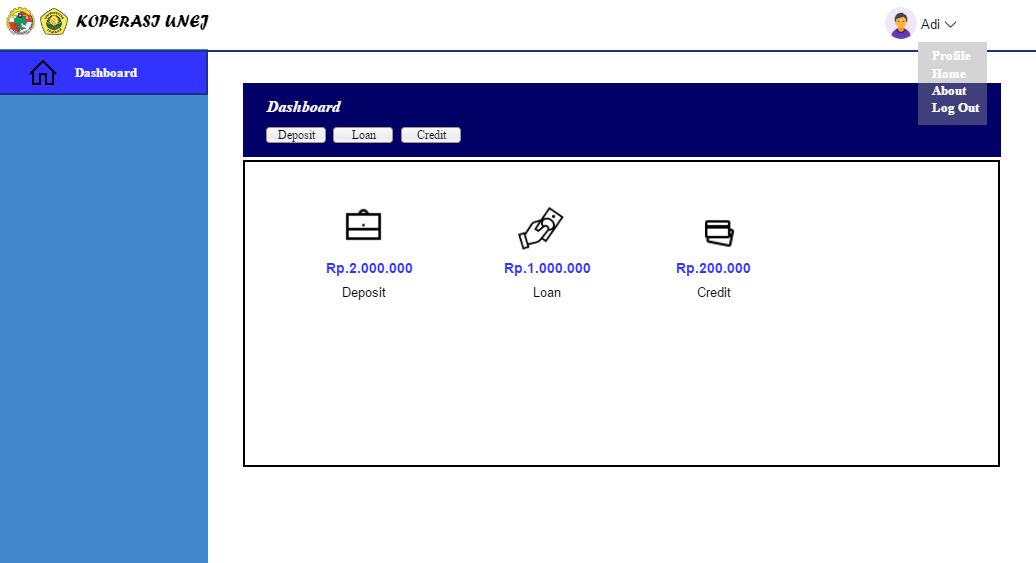 KOPERASI UNEJ
Adi
Profile
Home
About
Log Out
Dashboard
Dashboard
Deposit Loan Credit
Rp.2.000.000 Rp.1.000.000 Rp.200.000
Deposit Loan Credit